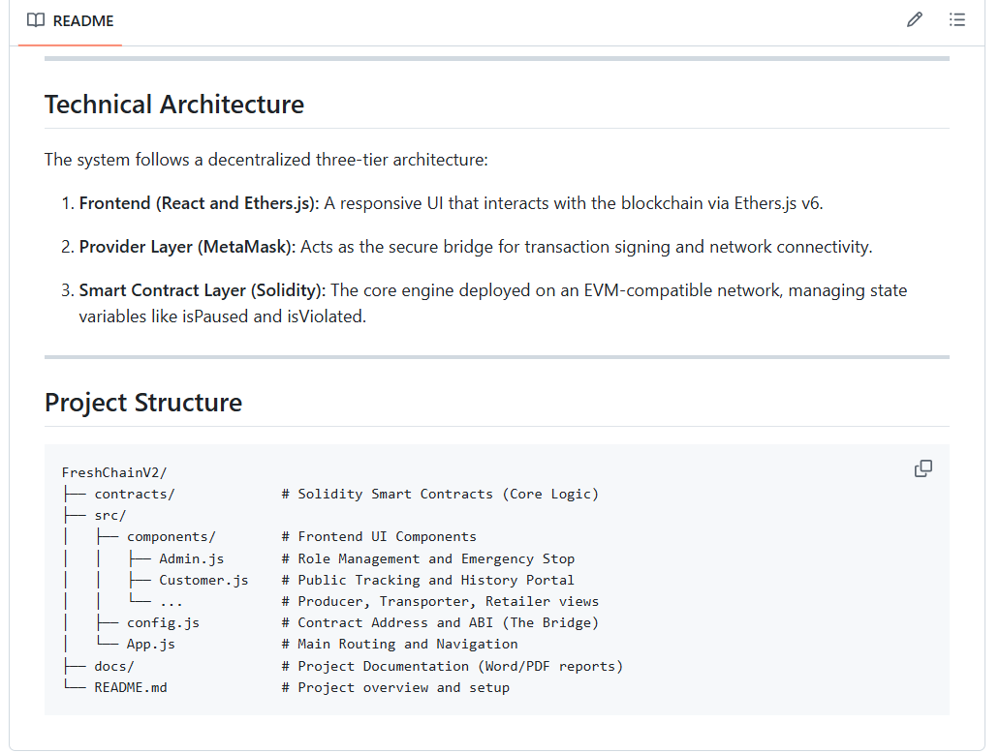 README
Technical Architecture
The system follows a decentralized three-tier architecture:
1. Frontend (React and Ethers.js): A responsive UI that interacts with the blockchain via Ethers.js v6.
2. Provider Layer (MetaMask): Acts as the secure bridge for transaction signing and network connectivity.
3. Smart Contract Layer (Solidity): The core engine deployed on an EVM-compatible network, managing state
variables like isPaused and isViolated.
Project Structure
FreshChainV2/
├── contracts/             # Solidity Smart Contracts (Core Logic)
├── src/
│   ├── components/        # Frontend UI Components
│   │   ├── Admin.js       # Role Management and Emergency Stop
│   │   ├── Customer.js    # Public Tracking and History Portal
│   │   └── ...            # Producer, Transporter, Retailer views
│   ├── config.js          # Contract Address and ABI (The Bridge)
│   └── App.js             # Main Routing and Navigation
├── docs/                  # Project Documentation (Word/PDF reports)
└── README.md              # Project overview and setup